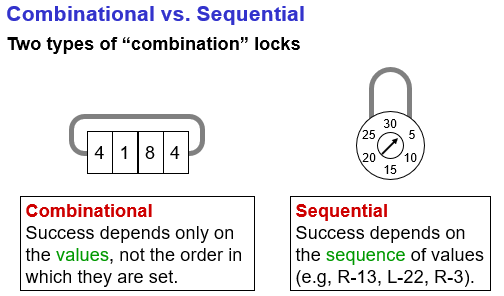 Combinational vs. Sequential
Two types of “combination” locks
4 1 8 4
30
25 5
20 10
15
Combinational
Success depends only on
the values, not the order in
which they are set.
Sequential
Success depends on
the sequence of values
(e.g, R-13, L-22, R-3).